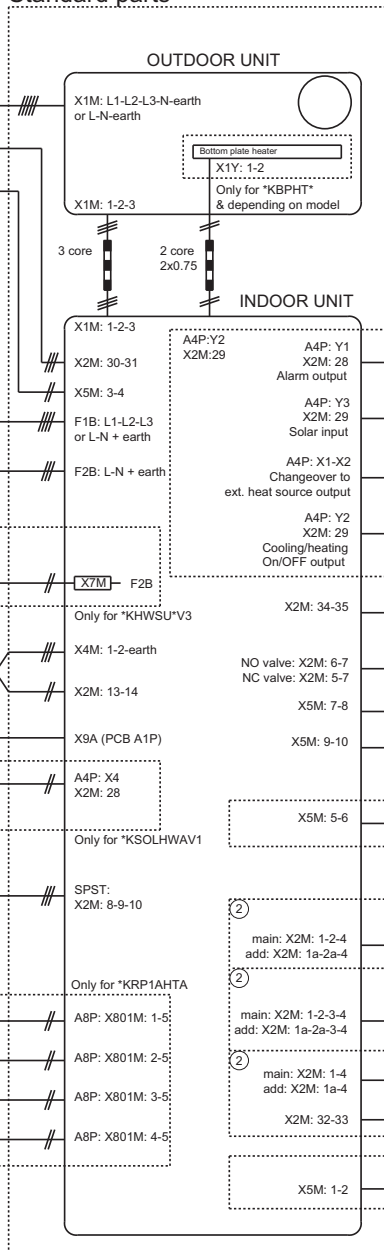 Standard parts
OUTDOOR UNIT
X1M: L1-L2-L3-N-earth
or L-N-earth
Bottom plate heater
X1Y: 1-2
Only for *KBPHT*
& depending on model
X1M: 1-2-3
3 core
2 core
2x0.75
INDOOR UNIT
X1M: 1-2-3
X2M: 30-31
X5M: 3-4
F1B: L1-L2-L3
or L-N + earth
F2B: L-N + earth
A4P:Y2
X2M:29
A4P: Y1
X2M: 28
Alarm output
A4P: Y3
X2M: 29
Solar input
A4P: X1-X2
Changeover to
ext. heat source output
A4P: Y2
X2M: 29
Cooling/heating
On/OFF output
X7M
F2B
Only for *KHWSU*V3
X2M: 34-35
X4M: 1-2-earth
X2M: 13-14
NO valve: X2M: 6-7
NC valve: X2M: 5-7
X5M: 7-8
X9A (PCB A1P)
X5M: 9-10
A4P: X4
X2M: 28
Only for *KSOLHWAV1
X5M: 5-6
SPST:
X2M: 8-9-10
2
main: X2M: 1-2-4
add: X2M: 1a-2a-4
2
main: X2M: 1-2-3-4
add: X2M: 1a-2a-3-4
2
main: X2M: 1-4
add: X2M: 1a-4
X2M: 32-33
Only for *KRP1AHTA
A8P: X801M: 1-5
A8P: X801M: 2-5
A8P: X801M: 3-5
A8P: X801M: 4-5
X5M: 1-2